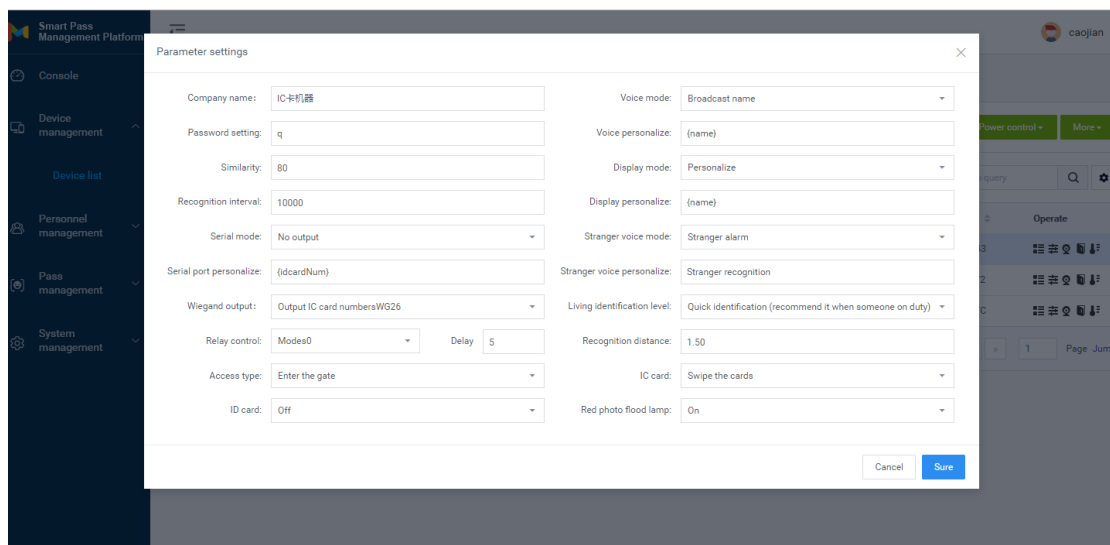 Smart Pass
Management Platform
caojian
Console
Device
management
Device list
Personnel
management
Pass
management
System
management
Parameter settings
Company name: IC卡机器
Voice mode: Broadcast name
Password setting: q
Voice personalize: {name}
Similarity: 80
Display mode: Personalize
Recognition interval: 10000
Display personalize: {name}
Serial mode: No output
Stranger voice mode: Stranger alarm
Serial port personalize: {idcardNum}
Stranger voice personalize: Stranger recognition
Wiegand output: Output IC card numbersWG26
Living identification level: Quick identification (recommend it when someone on duty)
Relay control: Modes0 Delay 5
Recognition distance: 1.50
Access type: Enter the gate
IC card: Swipe the cards
ID card: Off
Red photo flood lamp: On
Cancel Sure
Power control More
query
Operate
3
2
C
1 Page Jum